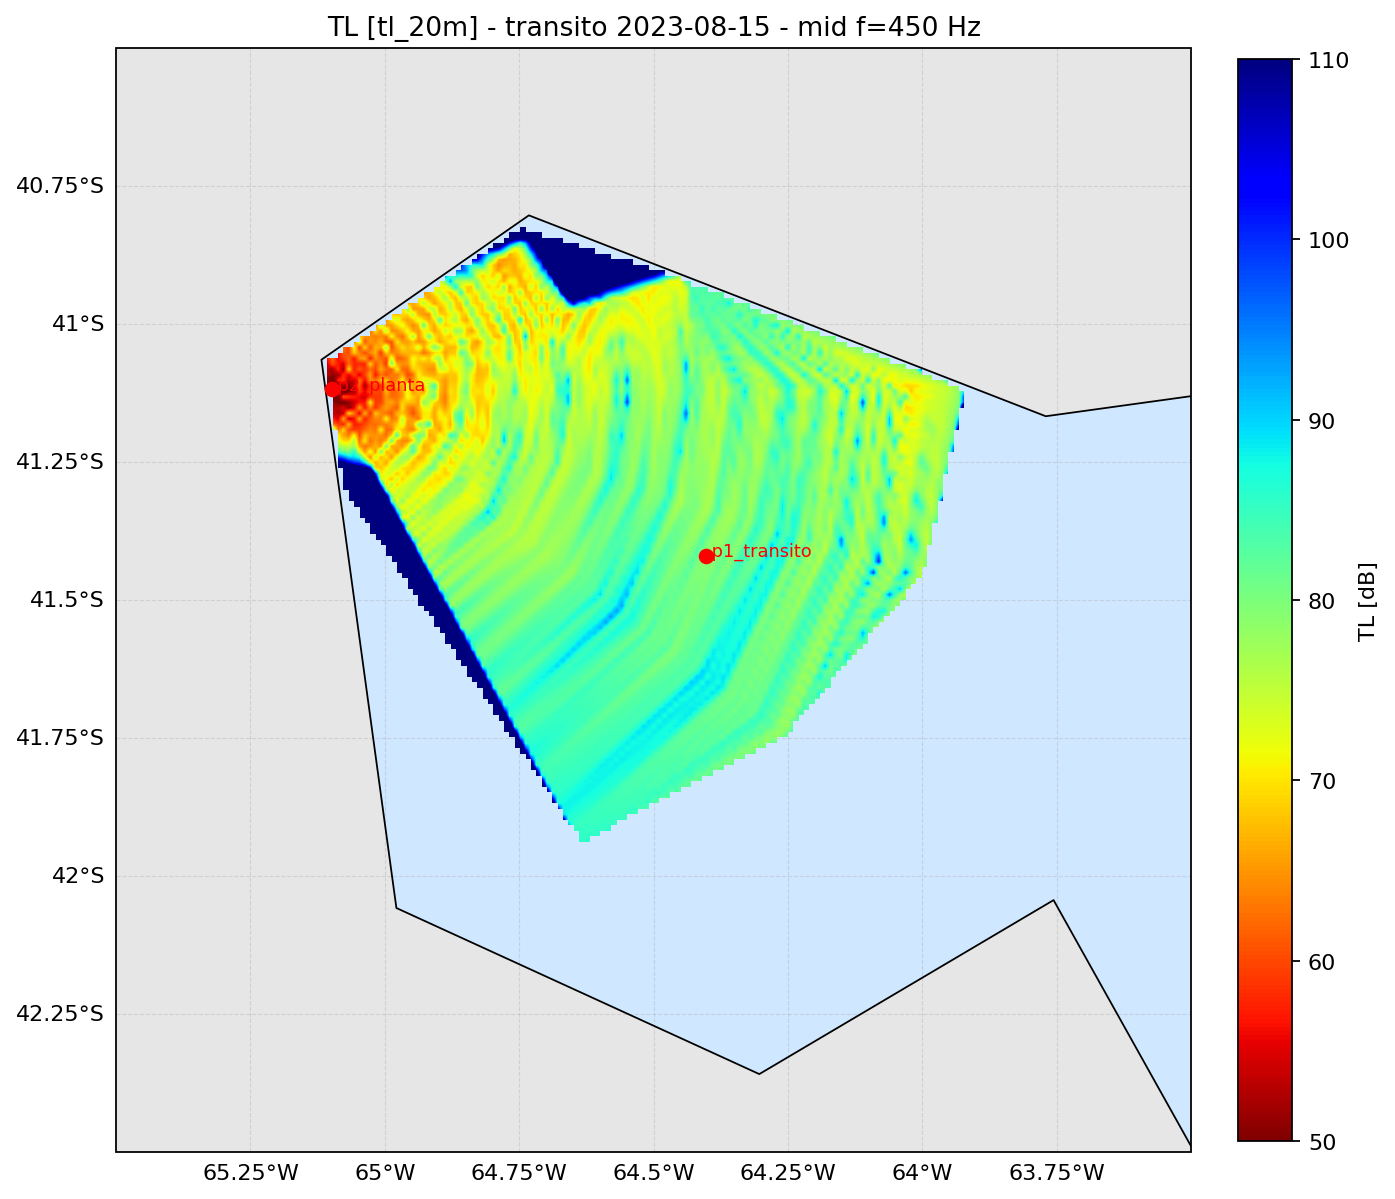 TL [tl_20m] - transito 2023-08-15 - mid f=450 Hz
40.75°S
41°S
41.25°S
41.5°S
41.75°S
42°S
42.25°S
65.25°W
65°W
64.75°W
64.5°W
64.25°W
64°W
63.75°W
planta
p1_transito
110
100
90
80
70
60
50
TL [dB]